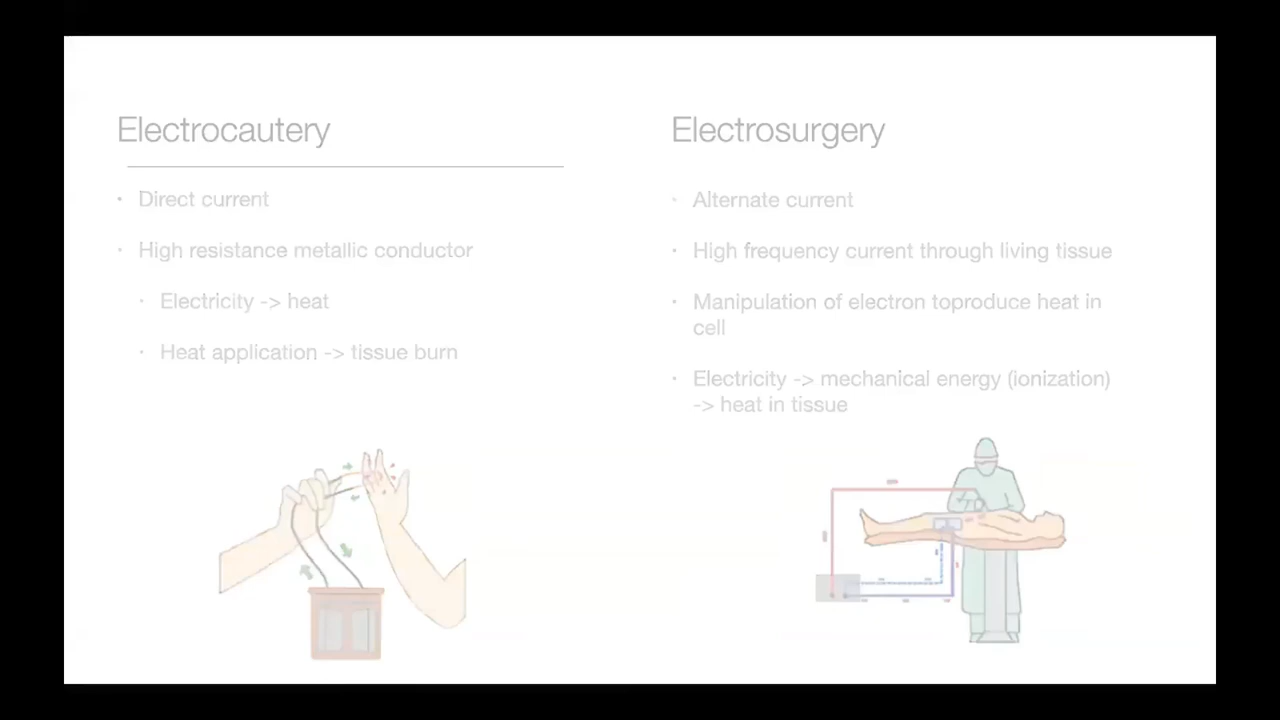 Electrocautery
• Direct current
• High resistance metallic conductor
• Electricity -> heat
• Heat application -> tissue burn
Electrosurgery
• Alternate current
• High frequency current through living tissue
• Manipulation of electron toproduce heat in
cell
• Electricity -> mechanical energy (ionization)
-> heat in tissue